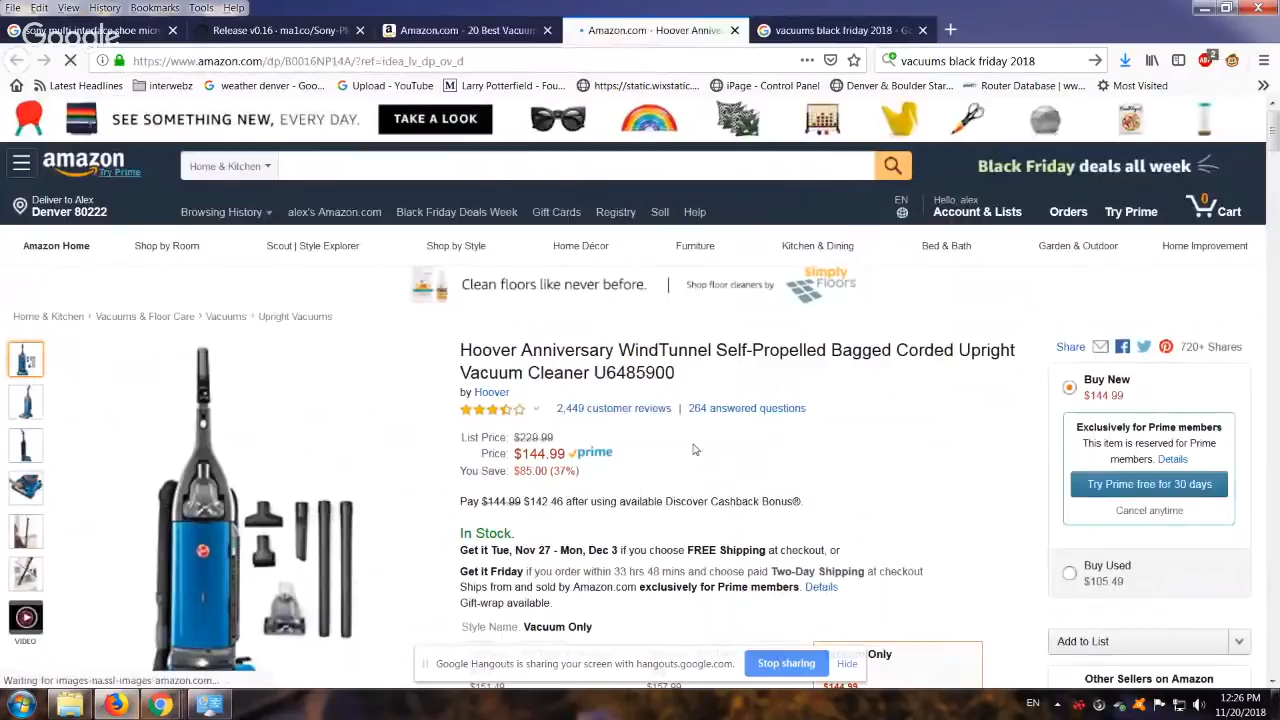 File Edit View History Bookmarks Tools Help
sony multi interface shoe micr
Release v0.16 · ma1co/Sony-P
Amazon.com - 20 Best Vacuum
Amazon.com - Hoover Annive
vacuums black friday 2018 - G
Google
https://www.amazon.com/dp/B0016NP14A/?ref=idea_lv_dp_ov_d
vacuums black friday 2018
2
Latest Headlines
interwebz
weather denver - Goo...
Upload - YouTube
Larry Potterfield - Fou...
https://static.wixstatic....
iPage - Control Panel
Denver & Boulder Star...
Router Database | ww...
Most Visited
SEE SOMETHING NEW, EVERY DAY.
TAKE A LOOK
amazon
Try Prime
Home & Kitchen
Black Friday deals all week
Deliver to Alex
Denver 80222
Browsing History
alex's Amazon.com
Black Friday Deals Week
Gift Cards
Registry
Sell
Help
EN
Hello, alex
Account & Lists
Orders
Try Prime
0
Cart
Amazon Home
Shop by Room
Scout | Style Explorer
Shop by Style
Home Décor
Furniture
Kitchen & Dining
Bed & Bath
Garden & Outdoor
Home Improvement
Clean floors like never before. | Shop floor cleaners by
Simply Floors
Home & Kitchen › Vacuums & Floor Care › Vacuums › Upright Vacuums
Hoover Anniversary WindTunnel Self-Propelled Bagged Corded Upright
Vacuum Cleaner U6485900
by Hoover
2,449 customer reviews | 264 answered questions
List Price: $229.99
Price: $144.99 prime
You Save: $85.00 (37%)
Pay $144.99 $142.46 after using available Discover Cashback Bonus®.
In Stock.
Get it Tue, Nov 27 - Mon, Dec 3 if you choose FREE Shipping at checkout, or
Get it Friday if you order within 33 hrs 48 mins and choose paid Two-Day Shipping at checkout
Ships from and sold by Amazon.com exclusively for Prime members. Details
Gift-wrap available.
Style Name: Vacuum Only
Only
$151.49
$157.99
$144.99
VIDEO
Share
720+ Shares
Buy New
$144.99
Exclusively for Prime members
This item is reserved for Prime
members. Details
Try Prime free for 30 days
Cancel anytime
Buy Used
$105.49
Add to List
Other Sellers on Amazon
Google Hangouts is sharing your screen with hangouts.google.com.
Stop sharing
Hide
Waiting for images-na.ssl-images-amazon.com...
EN
12:26 PM
11/20/2018